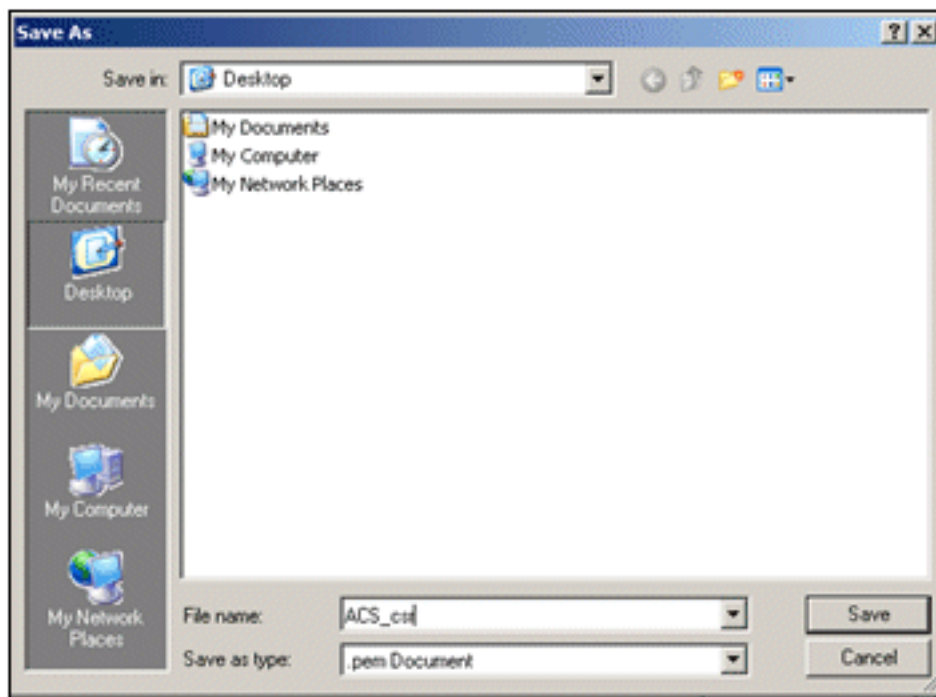 Save As
Save in: Desktop
My Recent
Documents
Desktop
My Documents
My Computer
My Network
Places
My Documents
My Computer
My Network Places
File name: ACS_csr
Save
Save as type: .pem Document
Cancel